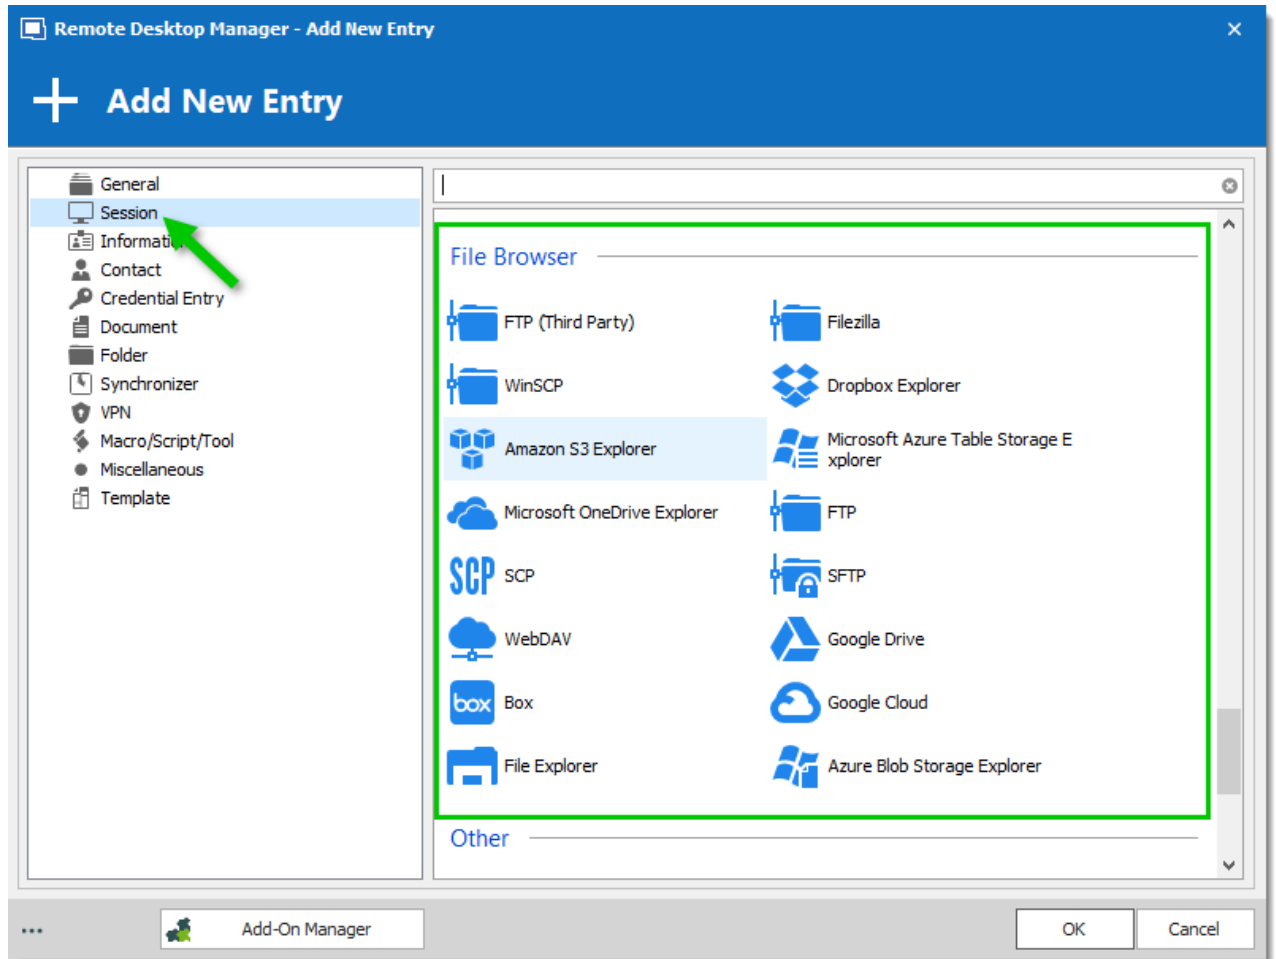 Remote Desktop Manager - Add New Entry
Add New Entry
General
Session
Contact
Credential Entry
Document
Folder
Synchronizer
VPN
Macro/Script/Tool
Miscellaneous
Template
File Browser
FTP (Third Party)
Filezilla
WinSCP
Dropbox Explorer
Amazon S3 Explorer
Microsoft Azure Table Storage E
xplorer
Microsoft OneDrive Explorer
FTP
SCP
SCP
SFTP
WebDAV
Google Drive
box
Box
Google Cloud
File Explorer
Azure Blob Storage Explorer
Other
...
Add-On Manager
OK
Cancel